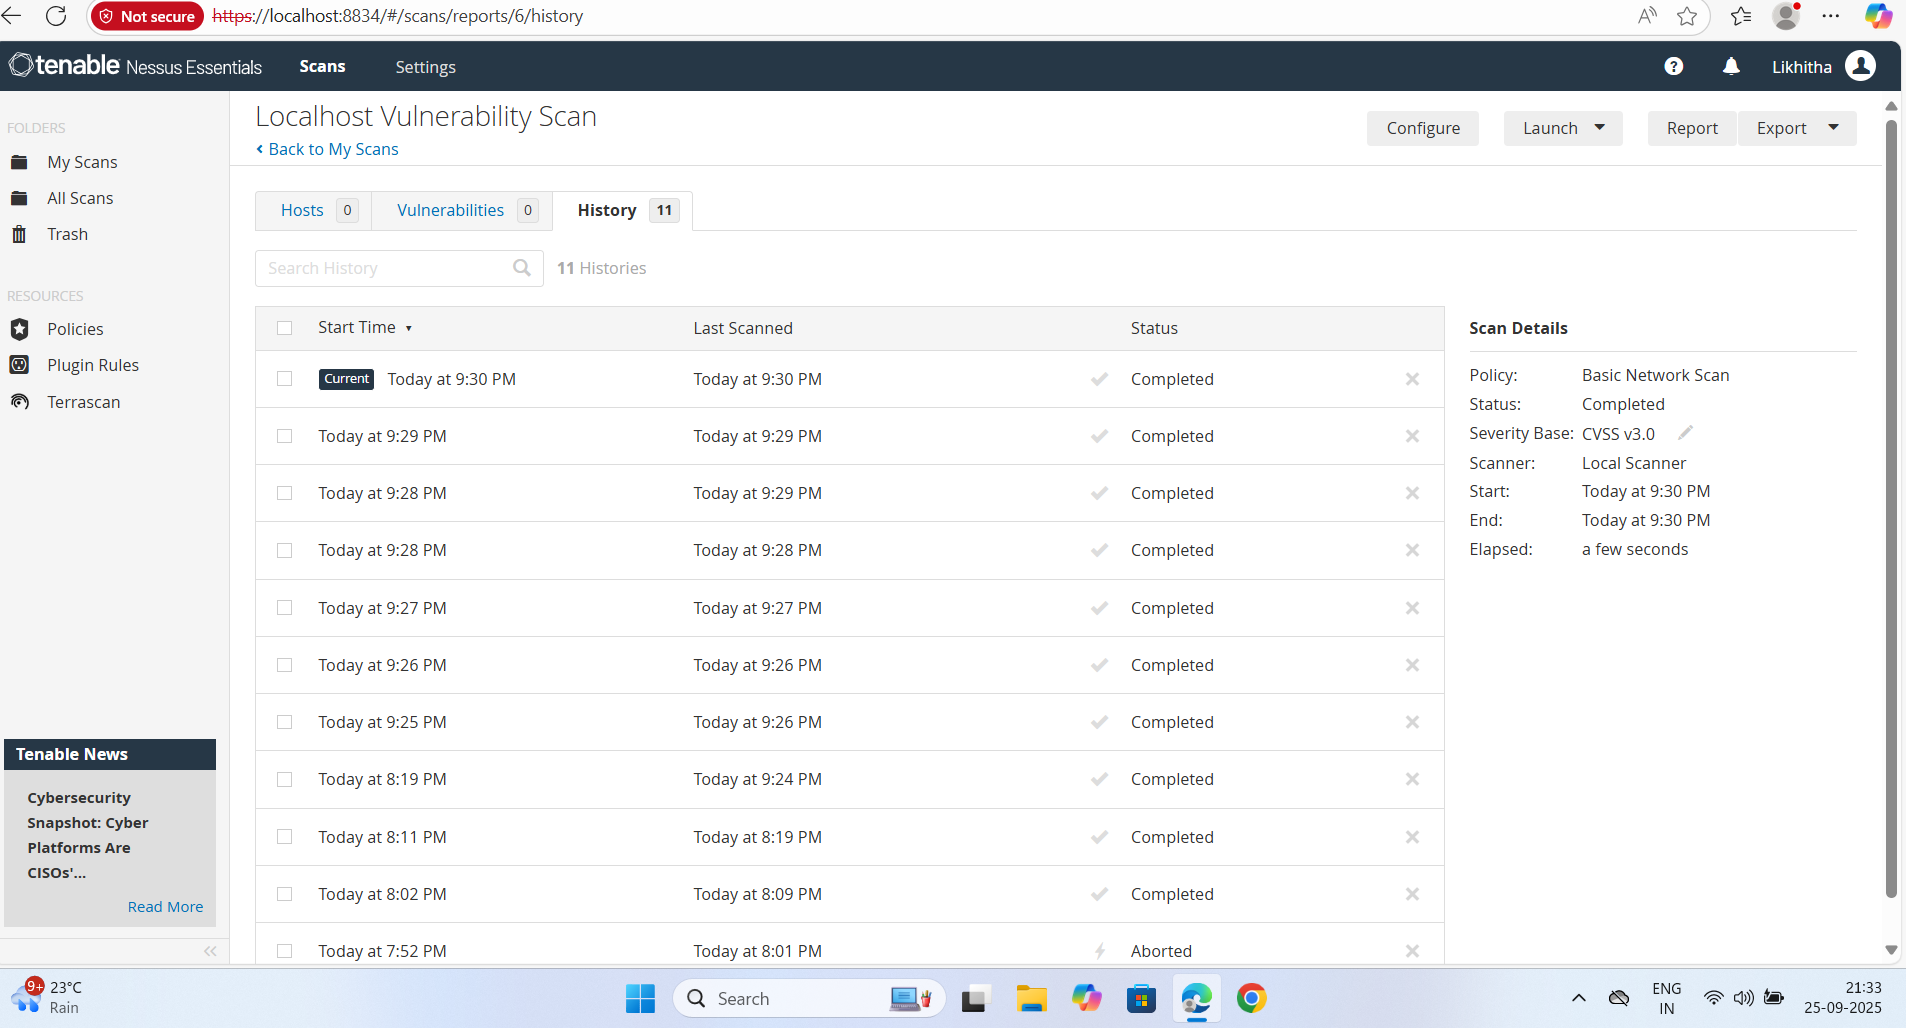 Not secure https://localhost:8834/#/scans/reports/6/history
tenable Nessus Essentials Scans Settings Likhitha
FOLDERS
My Scans
All Scans
Trash
RESOURCES
Policies
Plugin Rules
Terrascan
Tenable News
Cybersecurity
Snapshot: Cyber
Platforms Are
CISOs'...
Read More
Localhost Vulnerability Scan
Back to My Scans
Configure Launch Report Export
Hosts 0 Vulnerabilities 0 History 11
Search History 11 Histories
Start Time Last Scanned Status
Current Today at 9:30 PM Today at 9:30 PM Completed
Today at 9:29 PM Today at 9:29 PM Completed
Today at 9:28 PM Today at 9:29 PM Completed
Today at 9:28 PM Today at 9:28 PM Completed
Today at 9:27 PM Today at 9:27 PM Completed
Today at 9:26 PM Today at 9:26 PM Completed
Today at 9:25 PM Today at 9:26 PM Completed
Today at 8:19 PM Today at 9:24 PM Completed
Today at 8:11 PM Today at 8:19 PM Completed
Today at 8:02 PM Today at 8:09 PM Completed
Today at 7:52 PM Today at 8:01 PM Aborted
Scan Details
Policy: Basic Network Scan
Status: Completed
Severity Base: CVSS v3.0
Scanner: Local Scanner
Start: Today at 9:30 PM
End: Today at 9:30 PM
Elapsed: a few seconds
9+ 23°C
Rain
Search
ENG
IN
21:33
25-09-2025